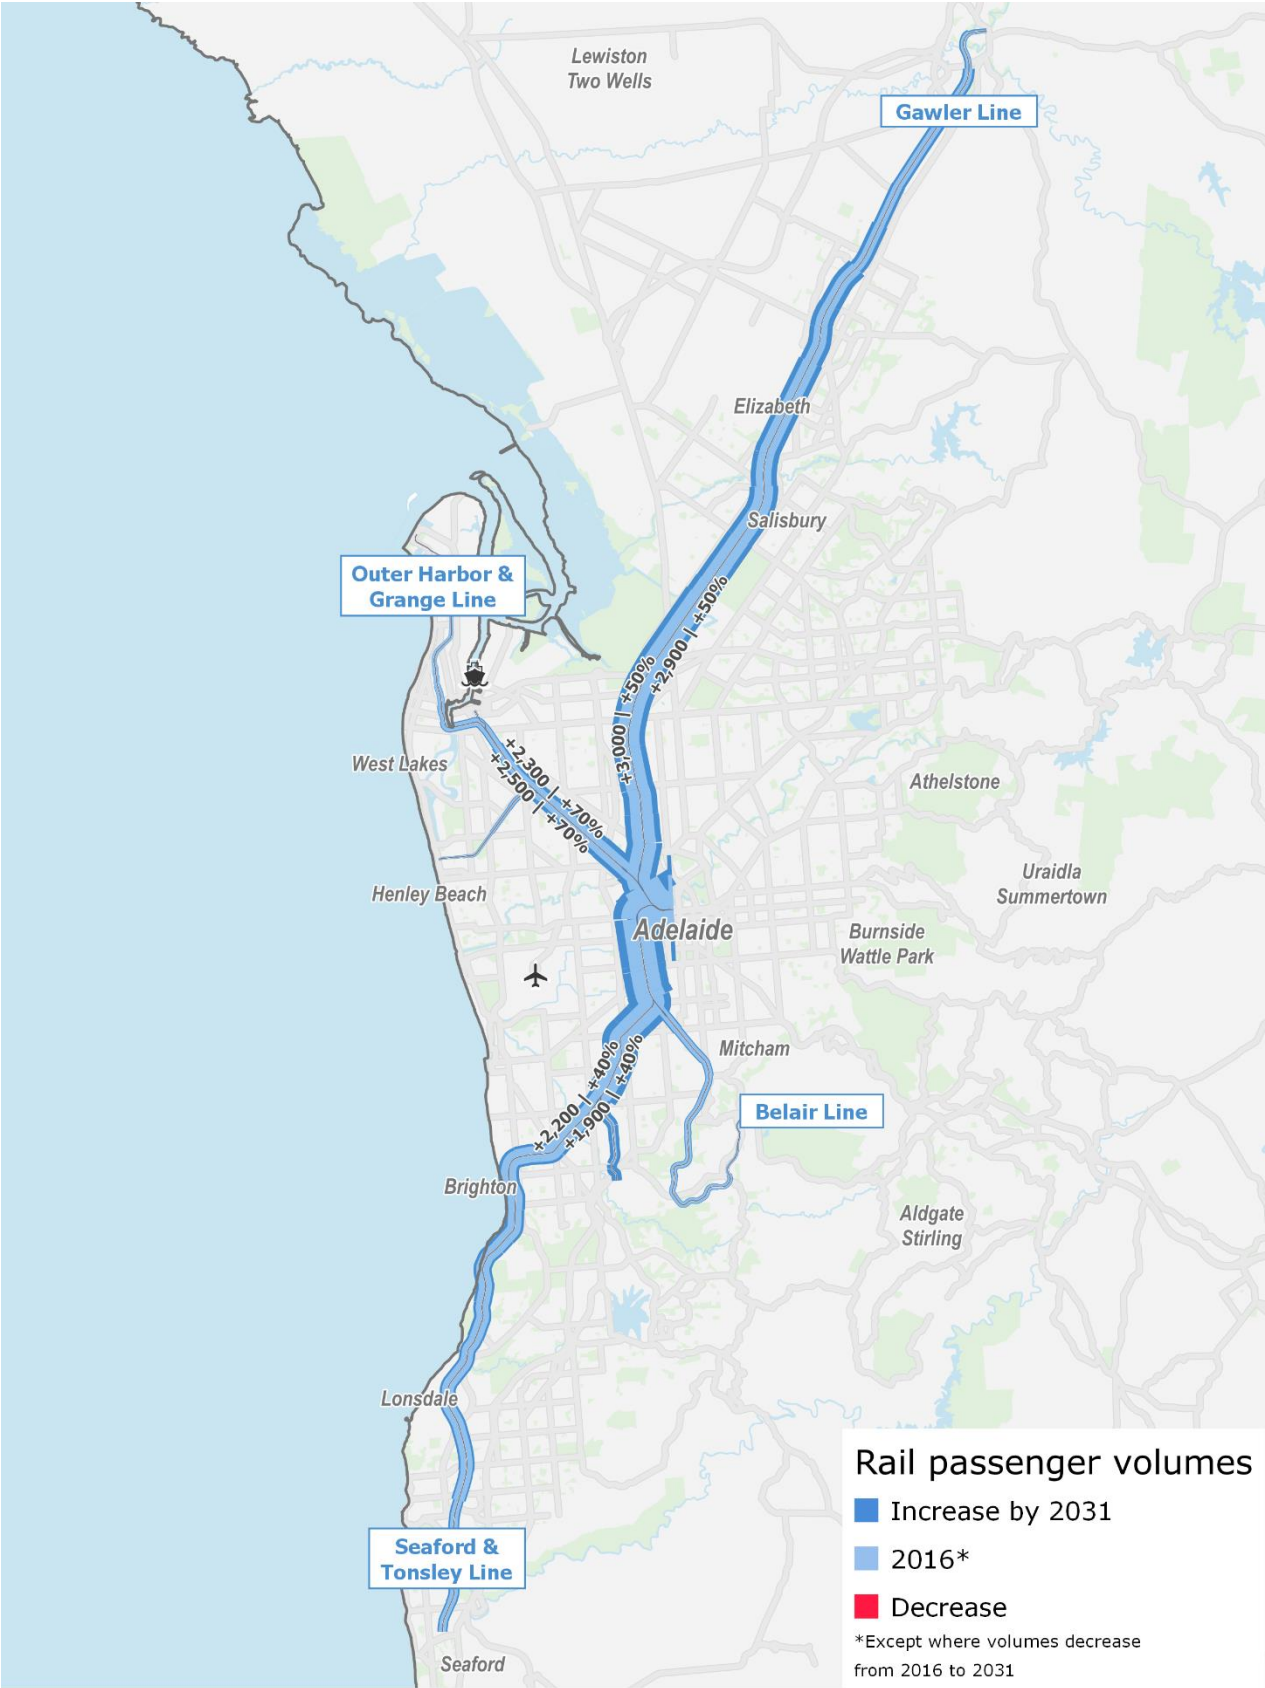 Lewiston
Two Wells
Gawler Line
Elizabeth
Salisbury
Outer Harbor &
Grange Line
+3,000 | +50%
+2,900 | +50%
West Lakes
+2,300 | +70%
+2,500 | +70%
Athelstone
Henley Beach
Uraidla
Summertown
Adelaide
Burnside
Wattle Park
Mitcham
+2,200 | +40%
+1,900 | +40%
Belair Line
Brighton
Aldgate
Stirling
Lonsdale
Seaford &
Tonsley Line
Seaford
Rail passenger volumes
Increase by 2031
2016*
Decrease
*Except where volumes decrease
from 2016 to 2031